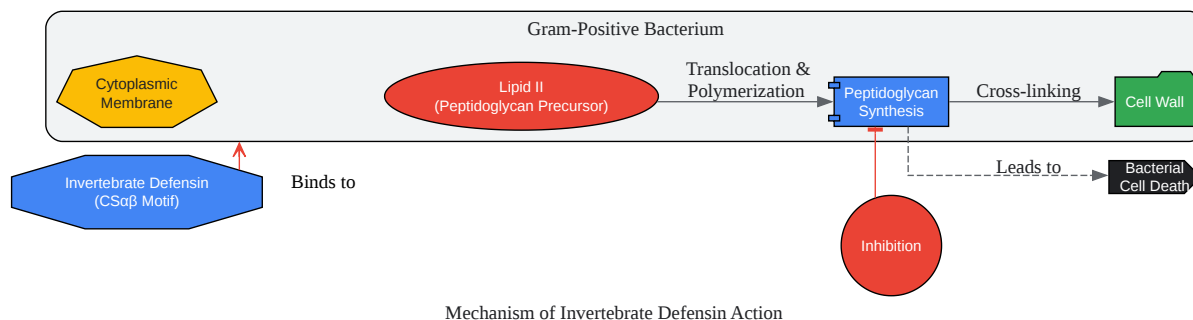 Gram-Positive Bacterium
Cytoplasmic
Membrane
Lipid II
(Peptidoglycan Precursor)
Translocation &
Polymerization
Peptidoglycan
Synthesis
Cross-linking
Cell Wall
Invertebrate Defensin
(CSαβ Motif)
Binds to
Leads to
Bacterial
Cell Death
Inhibition
Mechanism of Invertebrate Defensin Action